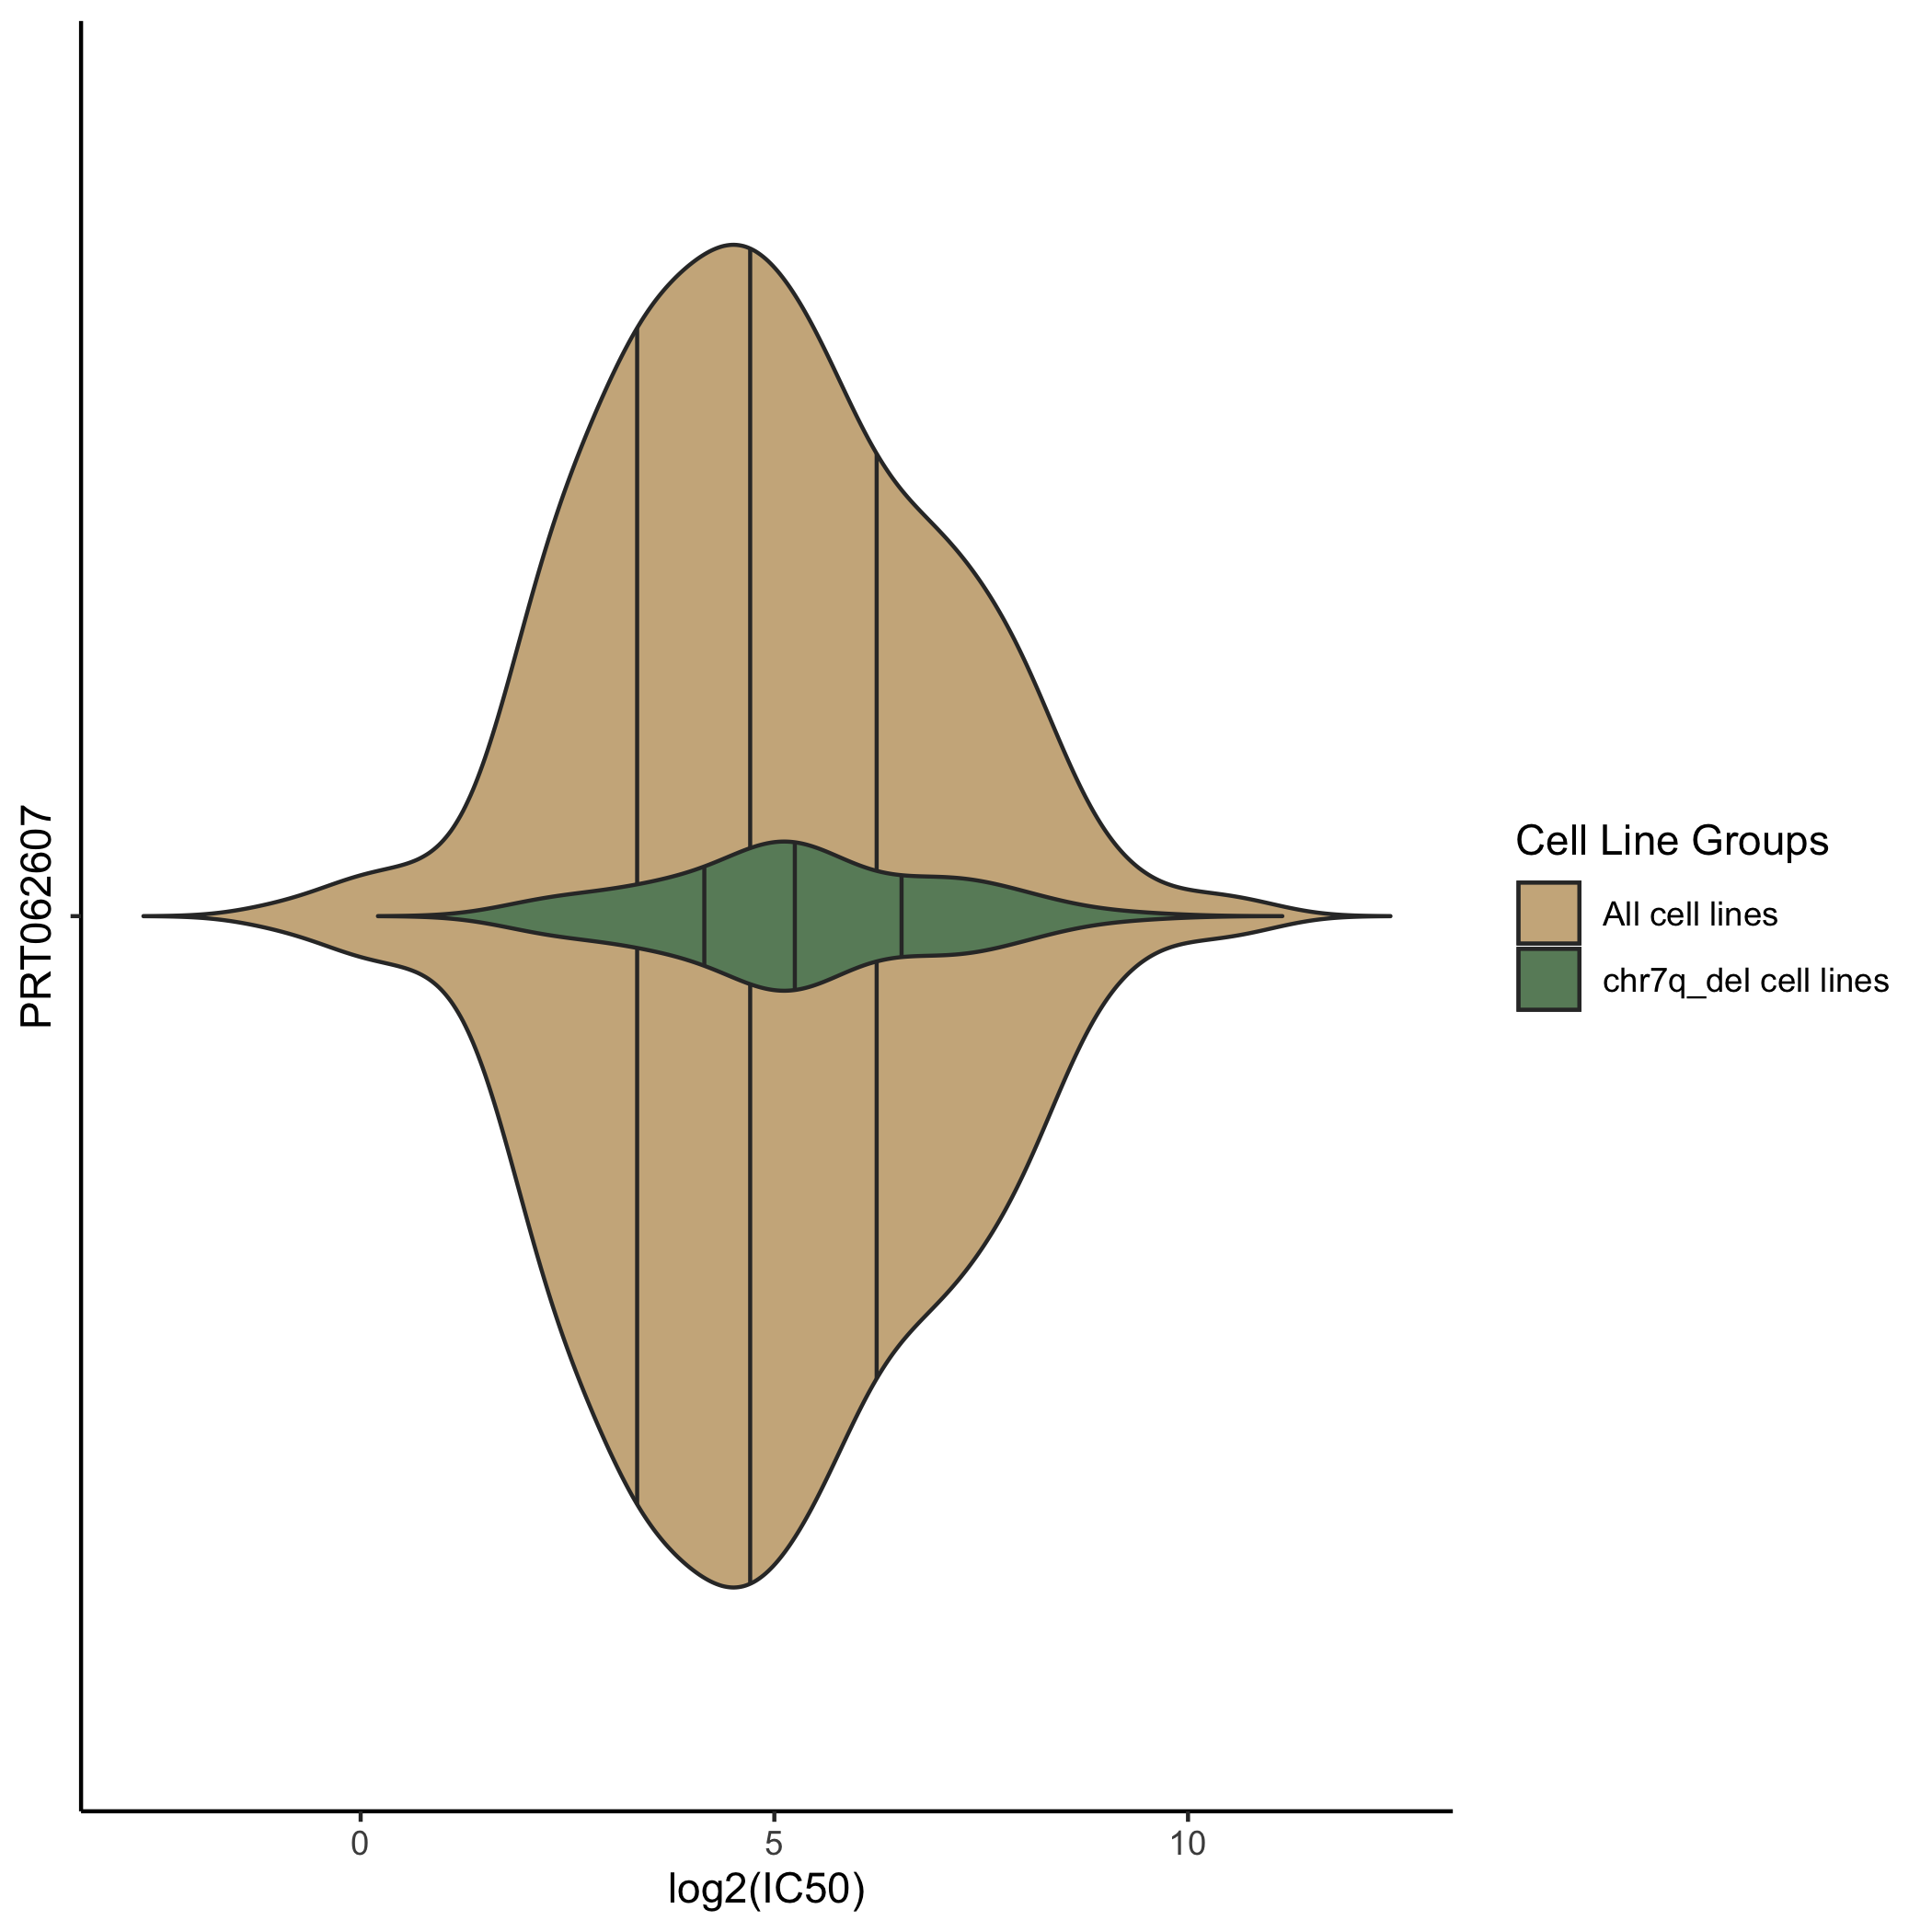 PRT062607
0
5
10
log2(IC50)
Cell Line Groups
All cell lines
chr7q_del cell lines